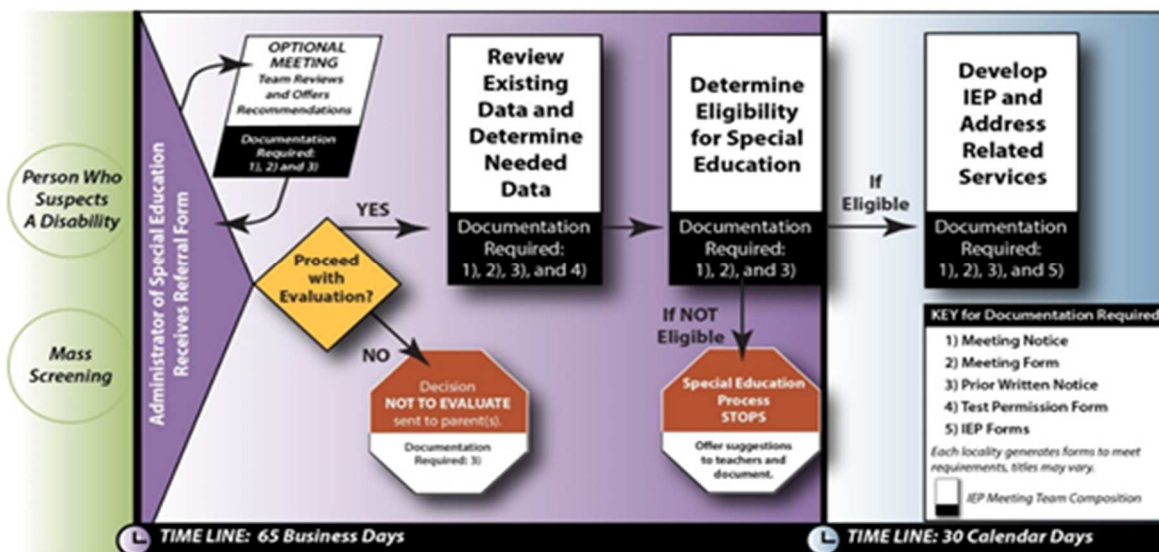 Person Who
Suspects
A Disability
Mass
Screening
Administrator of Special Education
Receives Referral Form
OPTIONAL
MEETING
Team Reviews
and Offers
Recommendations
Documentation
Required:
1), 2) and 3)
Proceed
with
Evaluation?
YES
NO
Decision
NOT TO EVALUATE
sent to parent(s).
Documentation
Required: 3)
Review
Existing
Data and
Determine
Needed
Data
Documentation
Required:
1), 2), 3), and 4)
Determine
Eligibility
for Special
Education
Documentation
Required:
1), 2), and 3)
If NOT
Eligible
Special Education
Process
STOPS
Offer suggestions
to teachers and
document.
If
Eligible
Develop
IEP and
Address
Related
Services
Documentation
Required:
1), 2), 3), and 5)
KEY for Documentation Required
1) Meeting Notice
2) Meeting Form
3) Prior Written Notice
4) Test Permission Form
5) IEP Forms
Each locality generates forms to meet
requirements, titles may vary.
IEP Meeting Team Composition
TIME LINE: 65 Business Days
TIME LINE: 30 Calendar Days